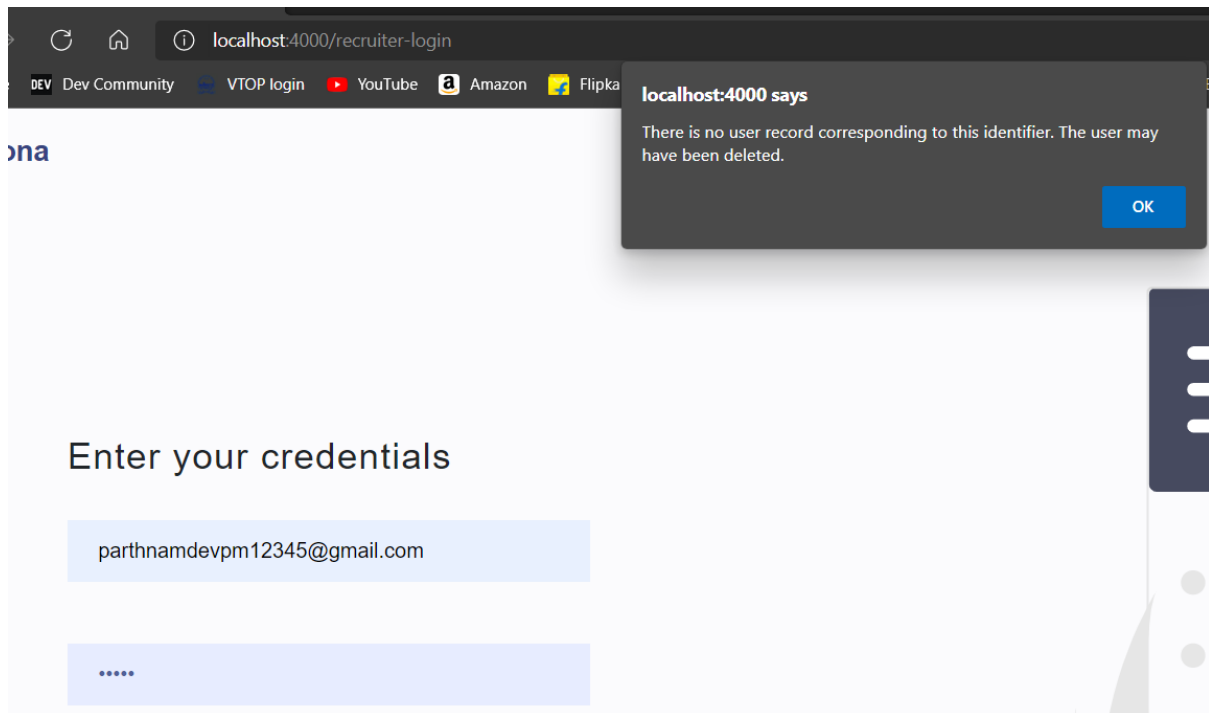 localhost:4000/recruiter-login
DEV Dev Community VTOP login YouTube a Amazon Flipka
localhost:4000 says
There is no user record corresponding to this identifier. The user may
have been deleted.
OK
ona
Enter your credentials
parthnamdevpm12345@gmail.com
•••••